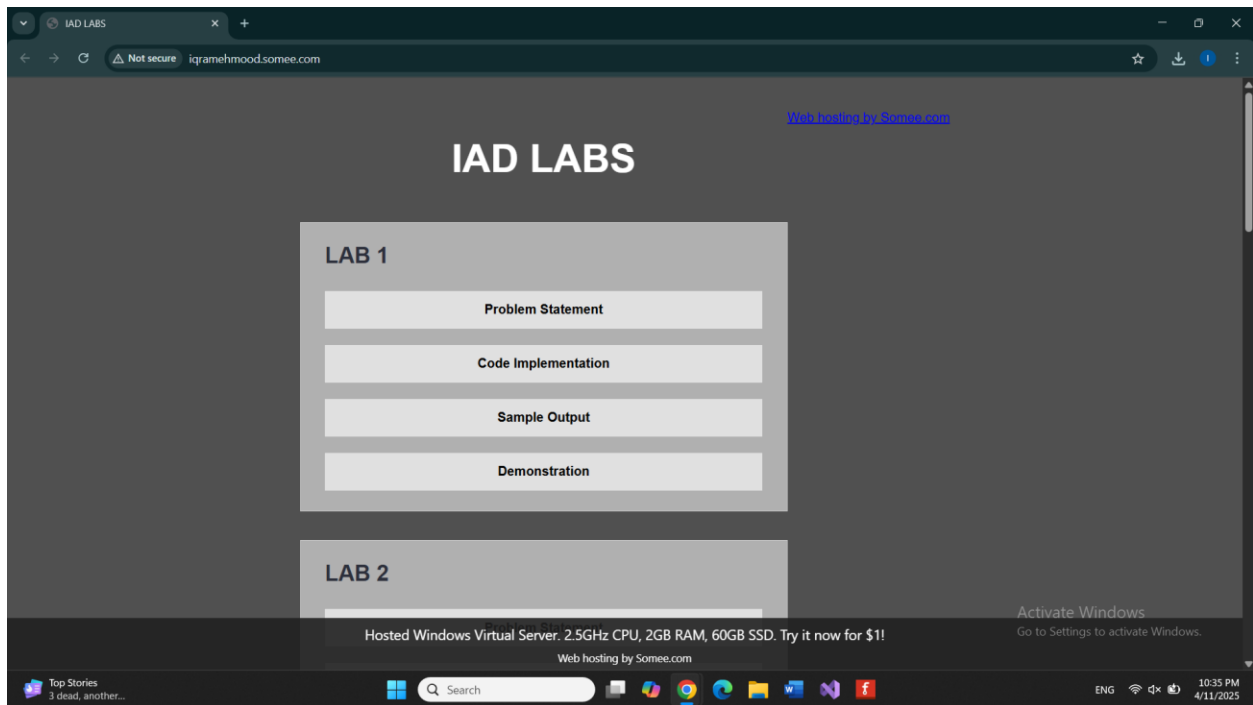 IAD LABS
Not secure iqramehmood.somee.com
Web hosting by Somee.com
IAD LABS
LAB 1
Problem Statement
Code Implementation
Sample Output
Demonstration
LAB 2
Problem Statement
Hosted Windows Virtual Server. 2.5GHz CPU, 2GB RAM, 60GB SSD. Try it now for $1!
Web hosting by Somee.com
Activate Windows
Go to Settings to activate Windows.
Top Stories
3 dead, another...
Search
ENG
10:35 PM
4/11/2025